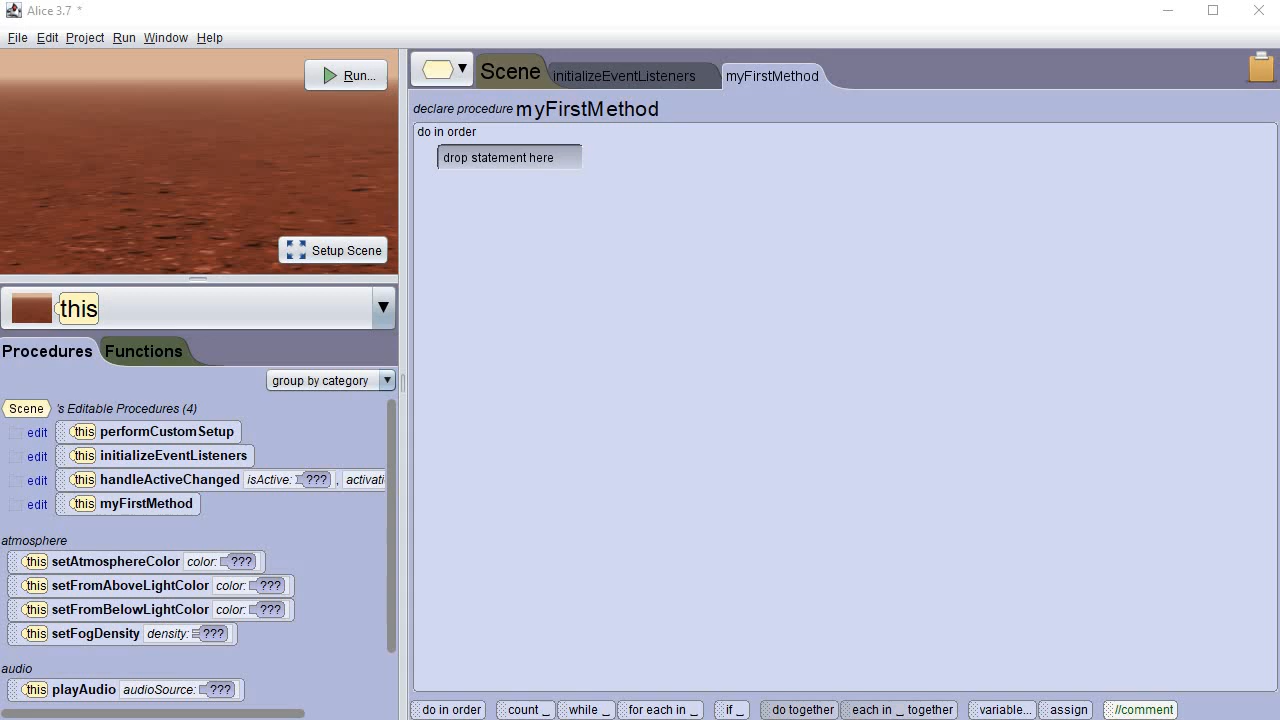 Alice 3.7 *
File Edit Project Run Window Help
Run...
Setup Scene
this
Procedures Functions
group by category
Scene 's Editable Procedures (4)
edit this performCustomSetup
edit this initializeEventListeners
edit this handleActiveChanged isActive: ??? , activati
edit this myFirstMethod
atmosphere
this setAtmosphereColor color: ???
this setFromAboveLightColor color: ???
this setFromBelowLightColor color: ???
this setFogDensity density: ???
audio
this playAudio audioSource: ???
Scene initializeEventListeners myFirstMethod
declare procedure myFirstMethod
do in order
drop statement here
do in order count _ while _ for each in _ if _ do together each in _ together variable... assign //comment